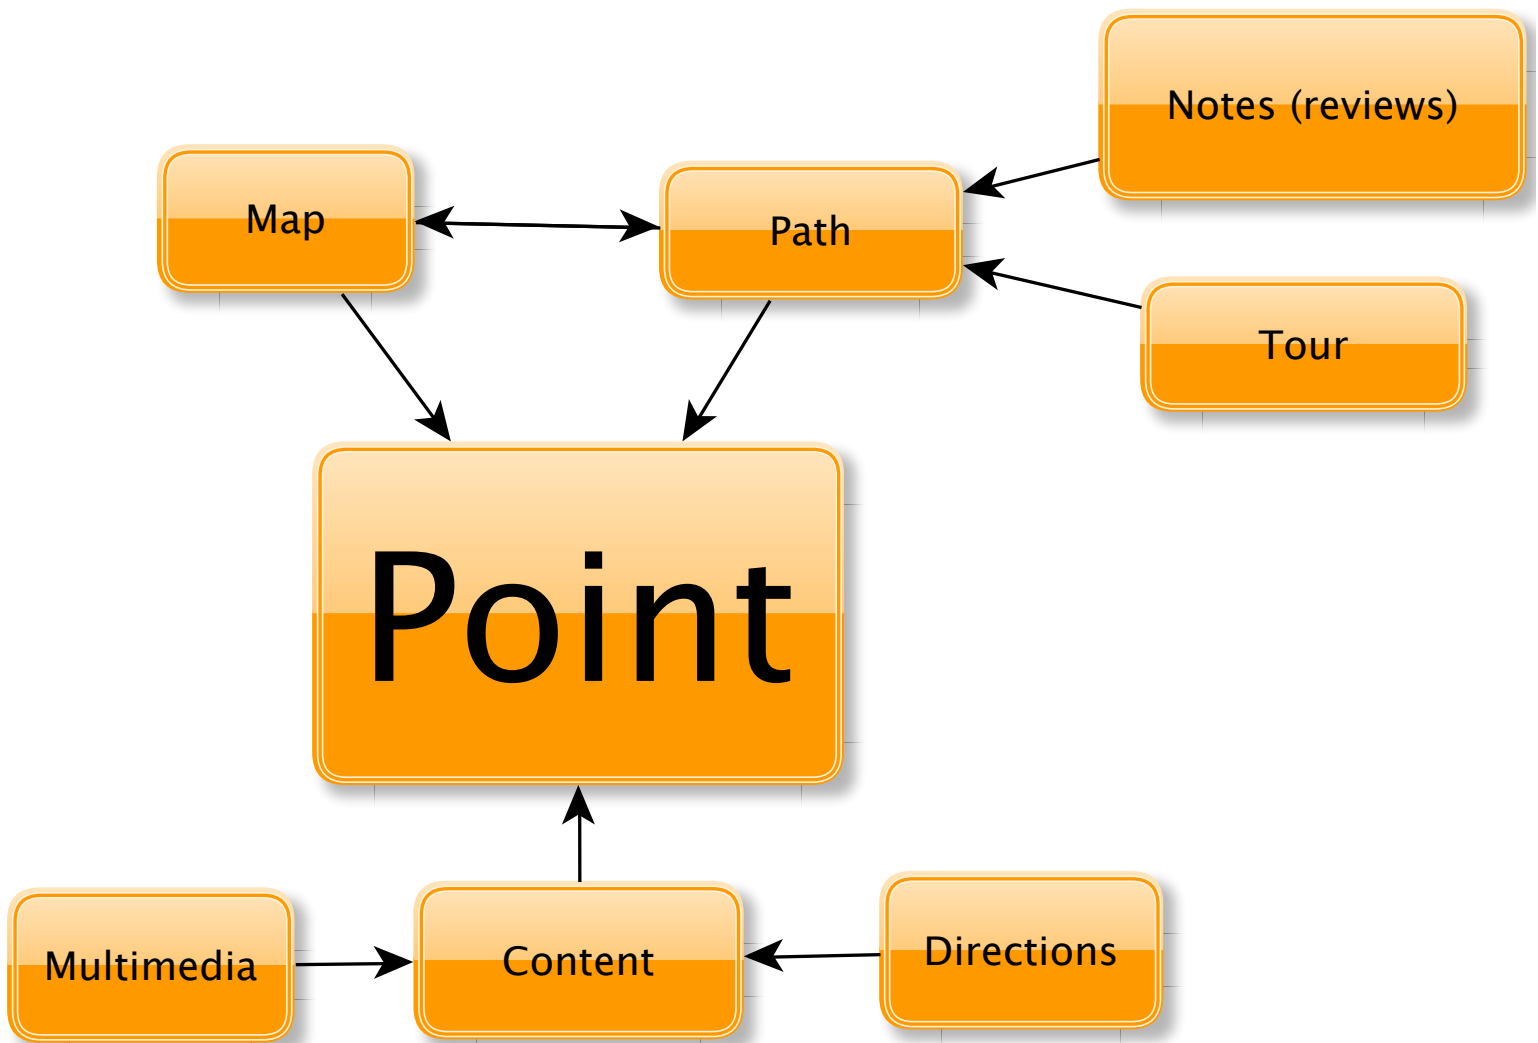 Notes (reviews)
Map
Path
Tour
Point
Multimedia
Content
Directions